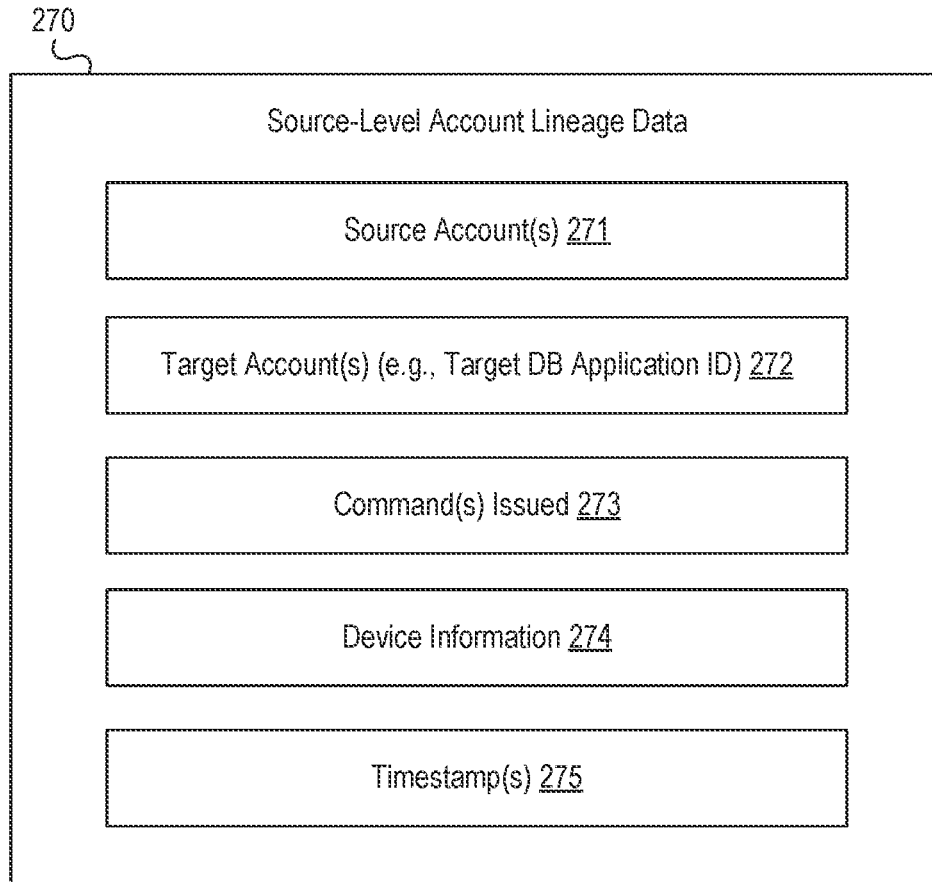 270
Source-Level Account Lineage Data
Source Account(s) 271
Target Account(s) (e.g., Target DB Application ID) 272
Command(s) Issued 273
Device Information 274
Timestamp(s) 275